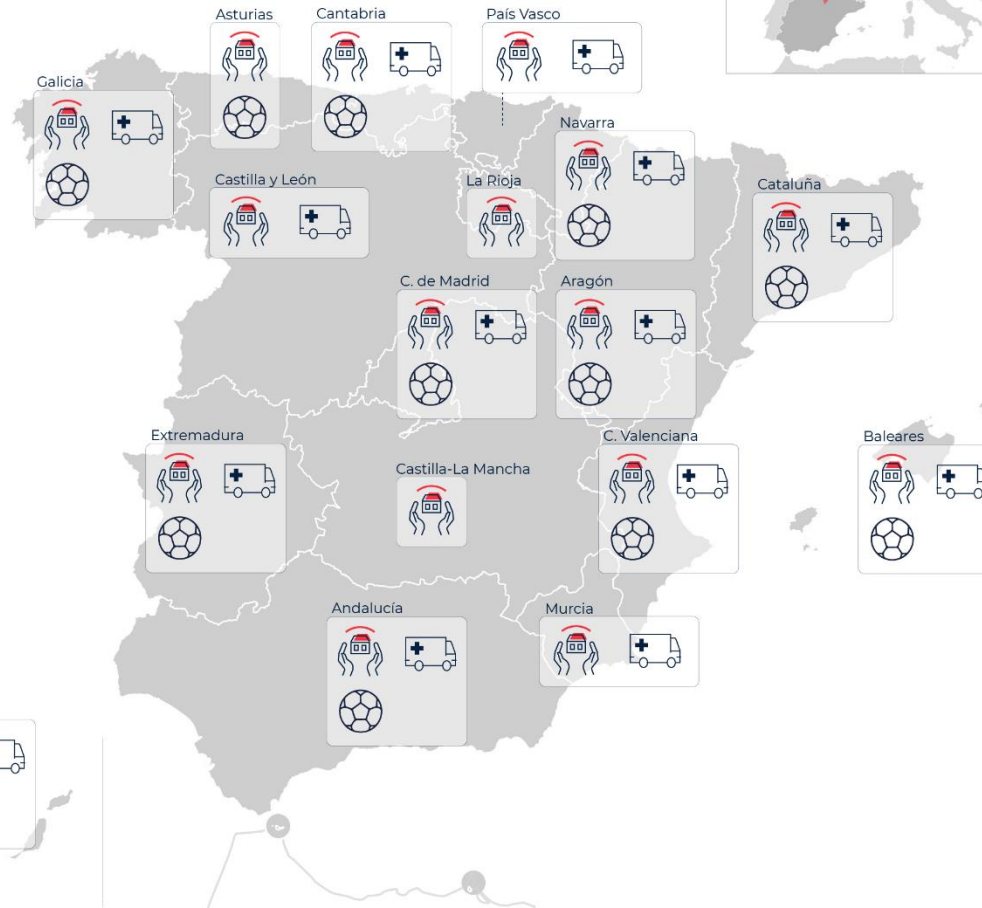 Asturias
Cantabria
País Vasco
Galicia
Navarra
Castilla y León
La Rioja
Cataluña
C. de Madrid
Aragón
Extremadura
C. Valenciana
Baleares
Castilla-La Mancha
Andalucía
Murcia